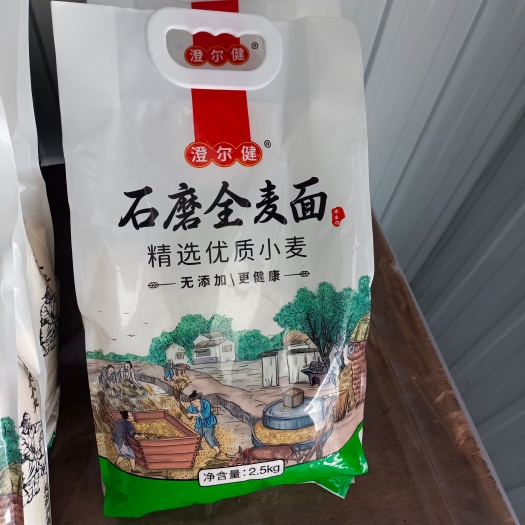 澄尔健®
澄尔健®
石磨全麦面
精选优质小麦
无添加\更健康
净含量:2.5kg